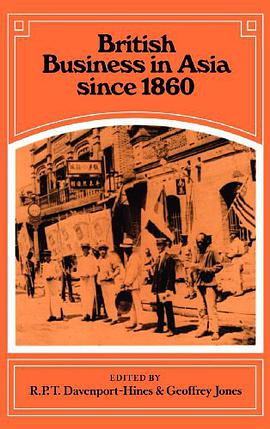 British
Business in Asia
since 1860
EDITED BY
R.P.T. Davenport-Hines & Geoffrey Jones